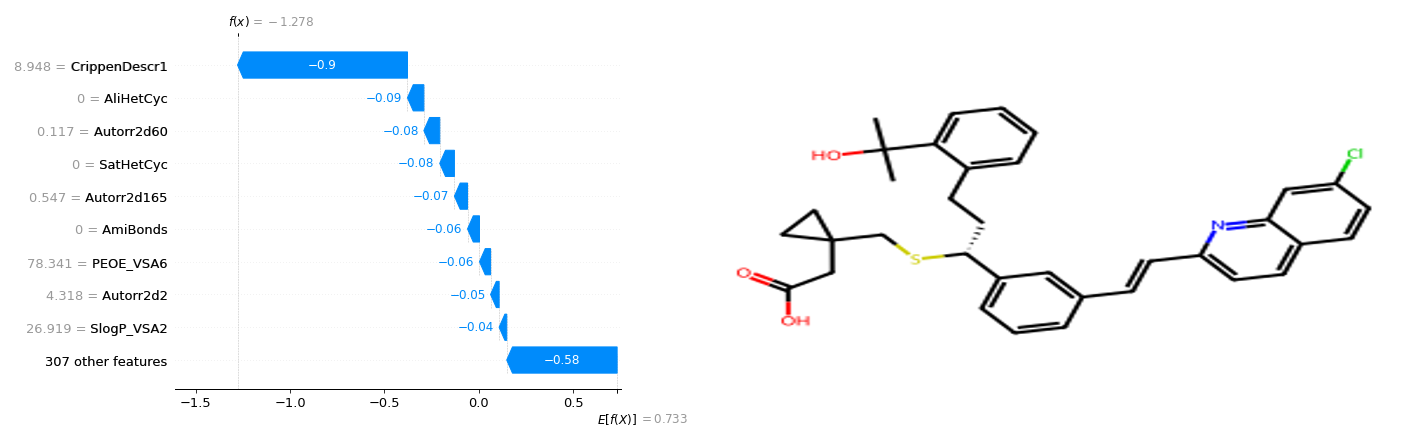 f(x) = −1.278
8.948 = CrippenDescr1
−0.9
0 = AliHetCyc
−0.09
0.117 = Autorr2d60
−0.08
0 = SatHetCyc
−0.08
0.547 = Autorr2d165
−0.07
0 = AmiBonds
−0.06
78.341 = PEOE_VSA6
−0.06
4.318 = Autorr2d2
−0.05
26.919 = SlogP_VSA2
−0.04
307 other features
−0.58
−1.5 −1.0 −0.5 0.0 0.5
E[f(X)] = 0.733
HO
Cl
N
S
O
OH